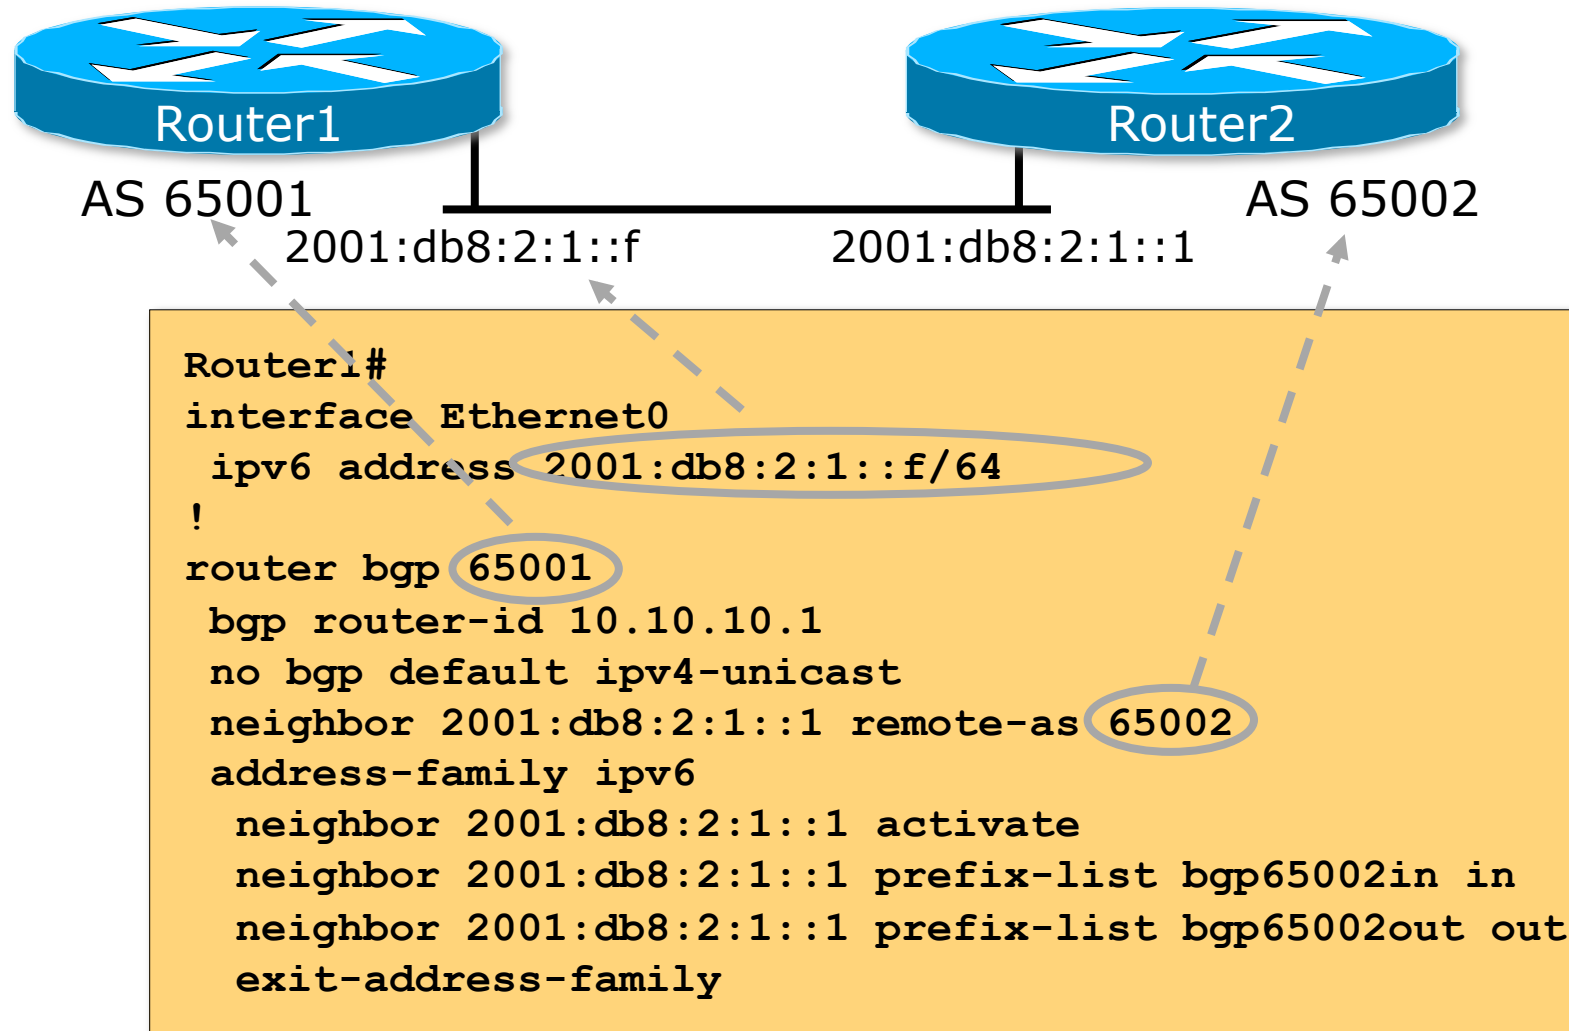 Router1
Router2
AS 65001
AS 65002
2001:db8:2:1::f
2001:db8:2:1::1
Router1#
interface Ethernet0
ipv6 address 2001:db8:2:1::f/64
!
router bgp 65001
bgp router-id 10.10.10.1
no bgp default ipv4-unicast
neighbor 2001:db8:2:1::1 remote-as 65002
address-family ipv6
neighbor 2001:db8:2:1::1 activate
neighbor 2001:db8:2:1::1 prefix-list bgp65002in in
neighbor 2001:db8:2:1::1 prefix-list bgp65002out out
exit-address-family